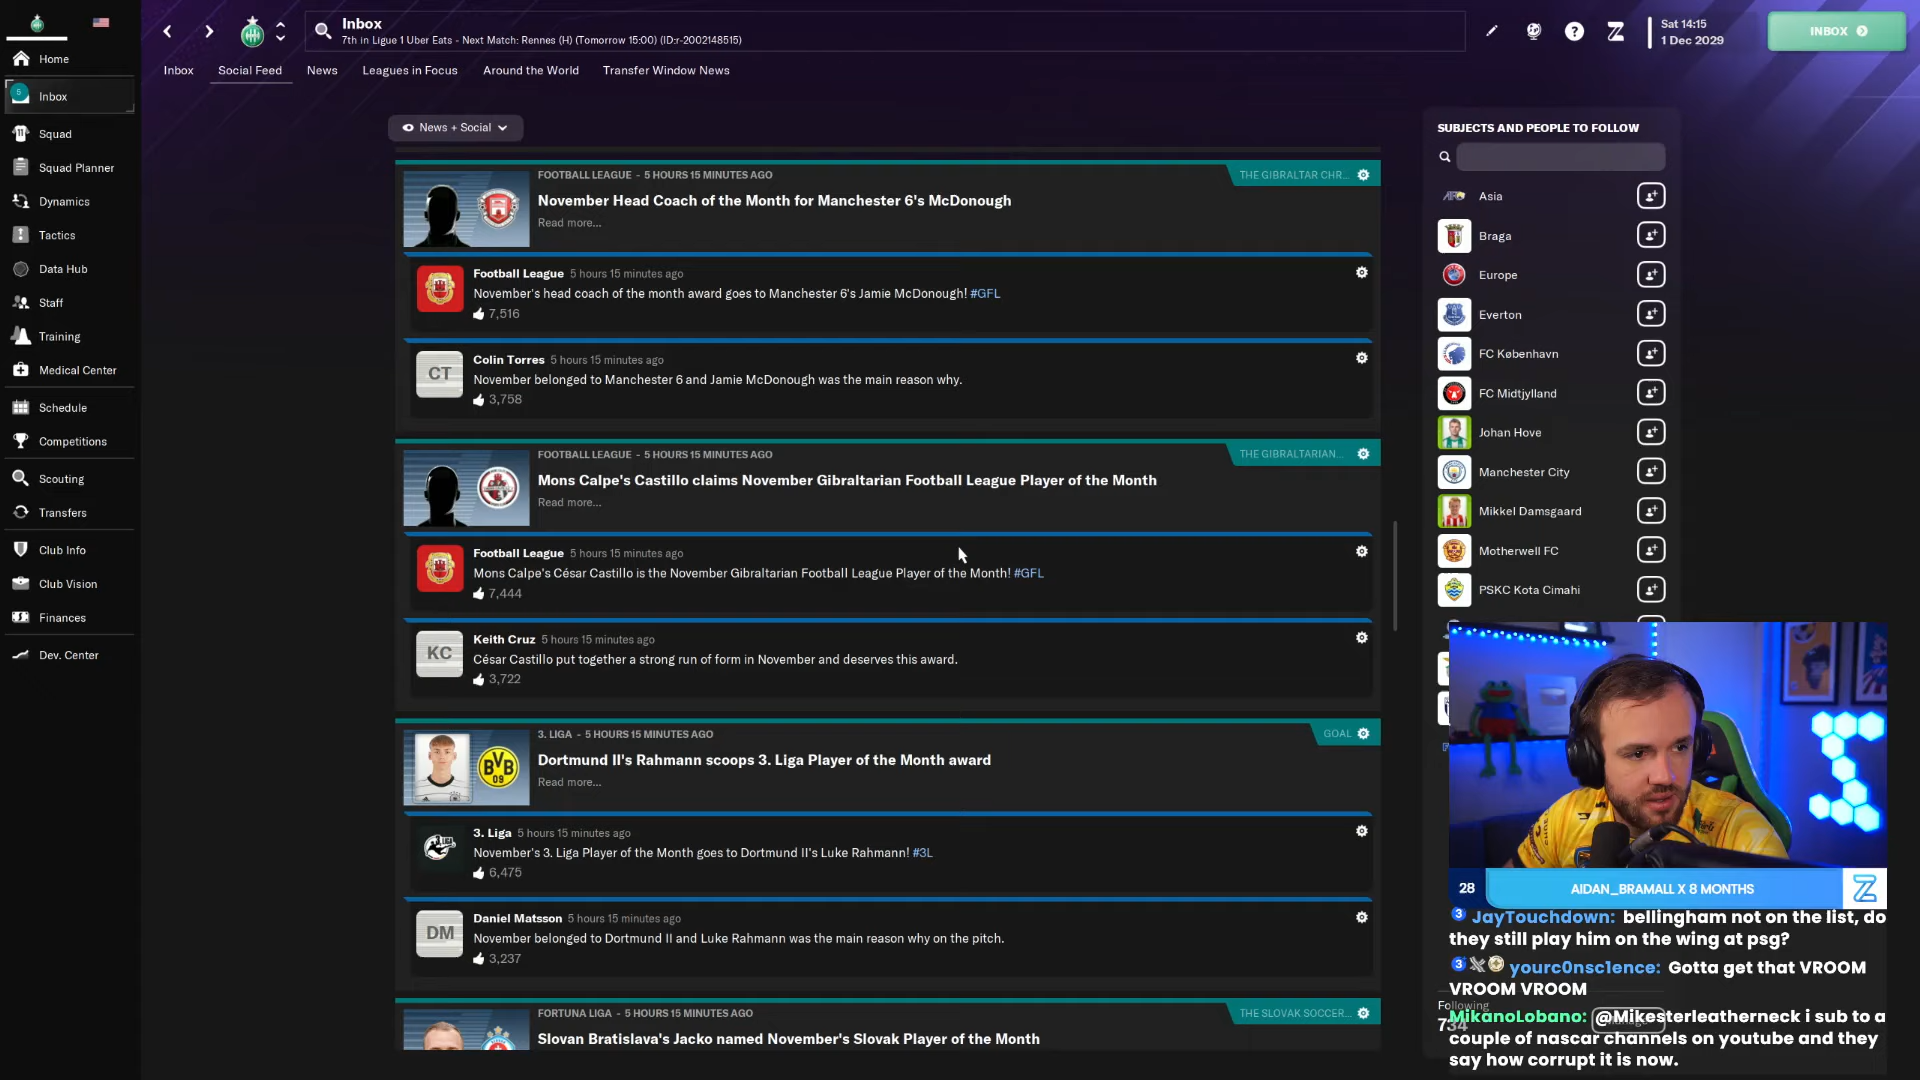 Inbox
7th in Ligue 1 Uber Eats - Next Match: Rennes (H) (Tomorrow 15:00) (ID:r-2002148515)
Sat 14:15
1 Dec 2029
INBOX
Inbox
Social Feed
News
Leagues in Focus
Around the World
Transfer Window News
Home
5
Inbox
Squad
Squad Planner
Dynamics
Tactics
Data Hub
Staff
Training
Medical Center
Schedule
Competitions
Scouting
Transfers
Club Info
Club Vision
Finances
Dev. Center
News + Social
FOOTBALL LEAGUE - 5 HOURS 15 MINUTES AGO
THE GIBRALTAR CHR...
November Head Coach of the Month for Manchester 6's McDonough
Read more...
Football League 5 hours 15 minutes ago
November's head coach of the month award goes to Manchester 6's Jamie McDonough! #GFL
7,516
CT
Colin Torres 5 hours 15 minutes ago
November belonged to Manchester 6 and Jamie McDonough was the main reason why.
3,758
FOOTBALL LEAGUE - 5 HOURS 15 MINUTES AGO
THE GIBRALTARIAN...
Mons Calpe's Castillo claims November Gibraltarian Football League Player of the Month
Read more...
Football League 5 hours 15 minutes ago
Mons Calpe's César Castillo is the November Gibraltarian Football League Player of the Month! #GFL
7,444
KC
Keith Cruz 5 hours 15 minutes ago
César Castillo put together a strong run of form in November and deserves this award.
3,722
3. LIGA - 5 HOURS 15 MINUTES AGO
GOAL
BVB
09
Dortmund II's Rahmann scoops 3. Liga Player of the Month award
Read more...
3. Liga 5 hours 15 minutes ago
November's 3. Liga Player of the Month goes to Dortmund II's Luke Rahmann! #3L
6,475
DM
Daniel Matsson 5 hours 15 minutes ago
November belonged to Dortmund II and Luke Rahmann was the main reason why on the pitch.
3,237
FORTUNA LIGA - 5 HOURS 15 MINUTES AGO
THE SLOVAK SOCCER...
Slovan Bratislava's Jacko named November's Slovak Player of the Month
SUBJECTS AND PEOPLE TO FOLLOW
Asia
Braga
Europe
Everton
FC København
FC Midtjylland
Johan Hove
Manchester City
Mikkel Damsgaard
Motherwell FC
PSKC Kota Cimahi
28
AIDAN_BRAMALL X 8 MONTHS
JayTouchdown: bellingham not on the list, do
they still play him on the wing at psg?
yourc0nsc1ence: Gotta get that VROOM
VROOM VROOM
Following
734
MikanoLobano: @Mikesterleatherneck i sub to a
couple of nascar channels on youtube and they
say how corrupt it is now.